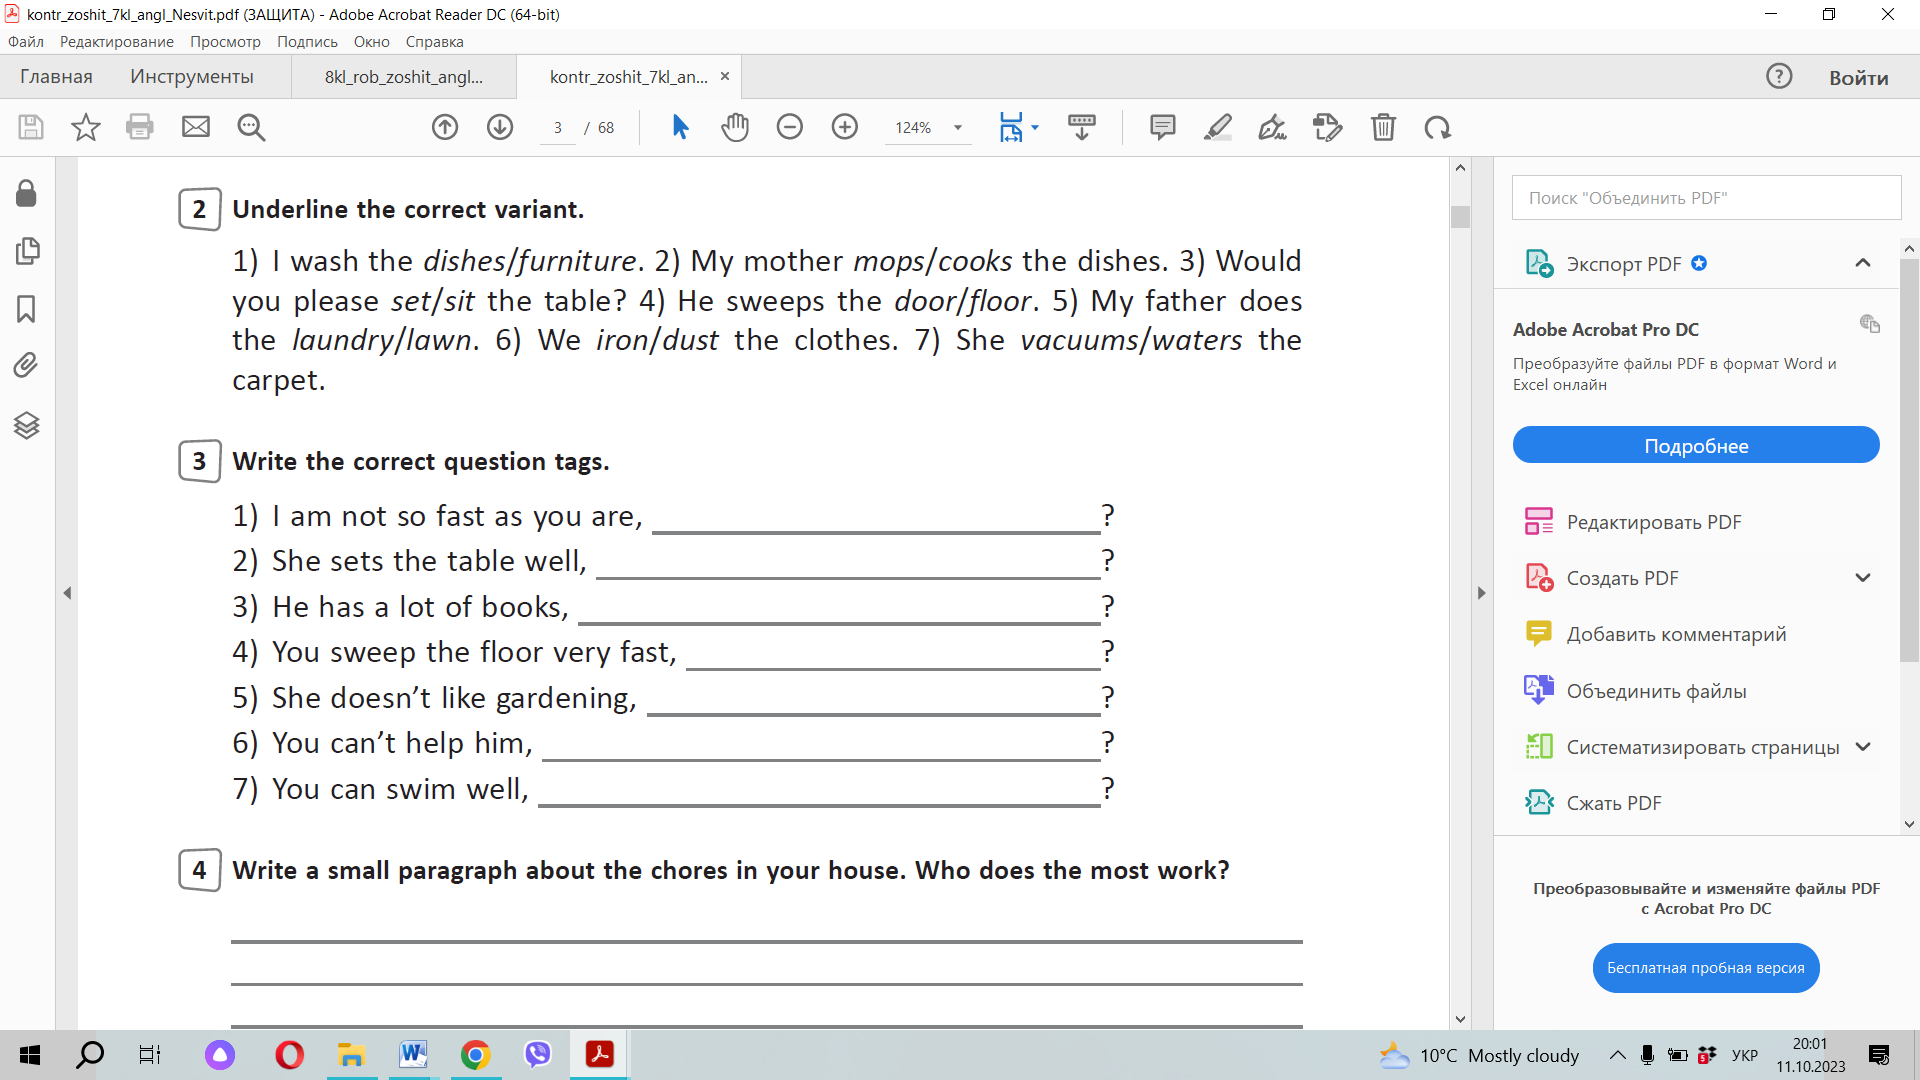 kontr_zoshit_7kl_angl_Nesvit.pdf (ЗАЩИТА) - Adobe Acrobat Reader DC (64-bit)
Файл Редактирование Просмотр Подпись Окно Справка
Главная Инструменты 8kl_rob_zoshit_angl... kontr_zoshit_7kl_an... × ? Войти
3 / 68 124%
2 Underline the correct variant.
1) I wash the dishes/furniture. 2) My mother mops/cooks the dishes. 3) Would
you please set/sit the table? 4) He sweeps the door/floor. 5) My father does
the laundry/lawn. 6) We iron/dust the clothes. 7) She vacuums/waters the
carpet.
3 Write the correct question tags.
1) I am not so fast as you are, ?
2) She sets the table well, ?
3) He has a lot of books, ?
4) You sweep the floor very fast, ?
5) She doesn’t like gardening, ?
6) You can’t help him, ?
7) You can swim well, ?
4 Write a small paragraph about the chores in your house. Who does the most work?
Поиск "Объединить PDF"
Экспорт PDF
Adobe Acrobat Pro DC
Преобразуйте файлы PDF в формат Word и
Excel онлайн
Подробнее
Редактировать PDF
Создать PDF
Добавить комментарий
Объединить файлы
Систематизировать страницы
Сжать PDF
Преобразовывайте и изменяйте файлы PDF
с Acrobat Pro DC
Бесплатная пробная версия
10°C Mostly cloudy 5 УКР 20:01
11.10.2023